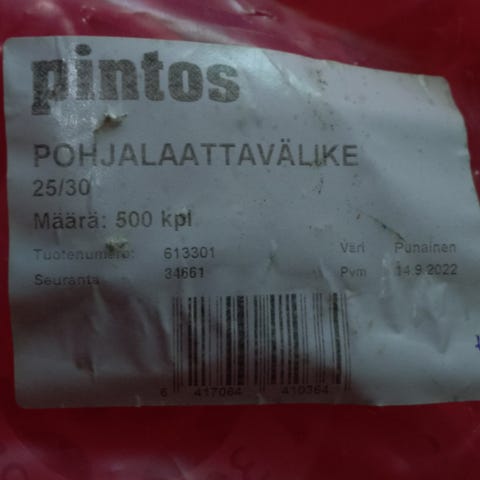 pintos
POHJALAATTAVÄLIKE
25/30
Määrä: 500 kpl
Tuotenumero: 613301 Väri Punainen
Seuranta 34661 Pvm 14.9.2022
6 417064 410364